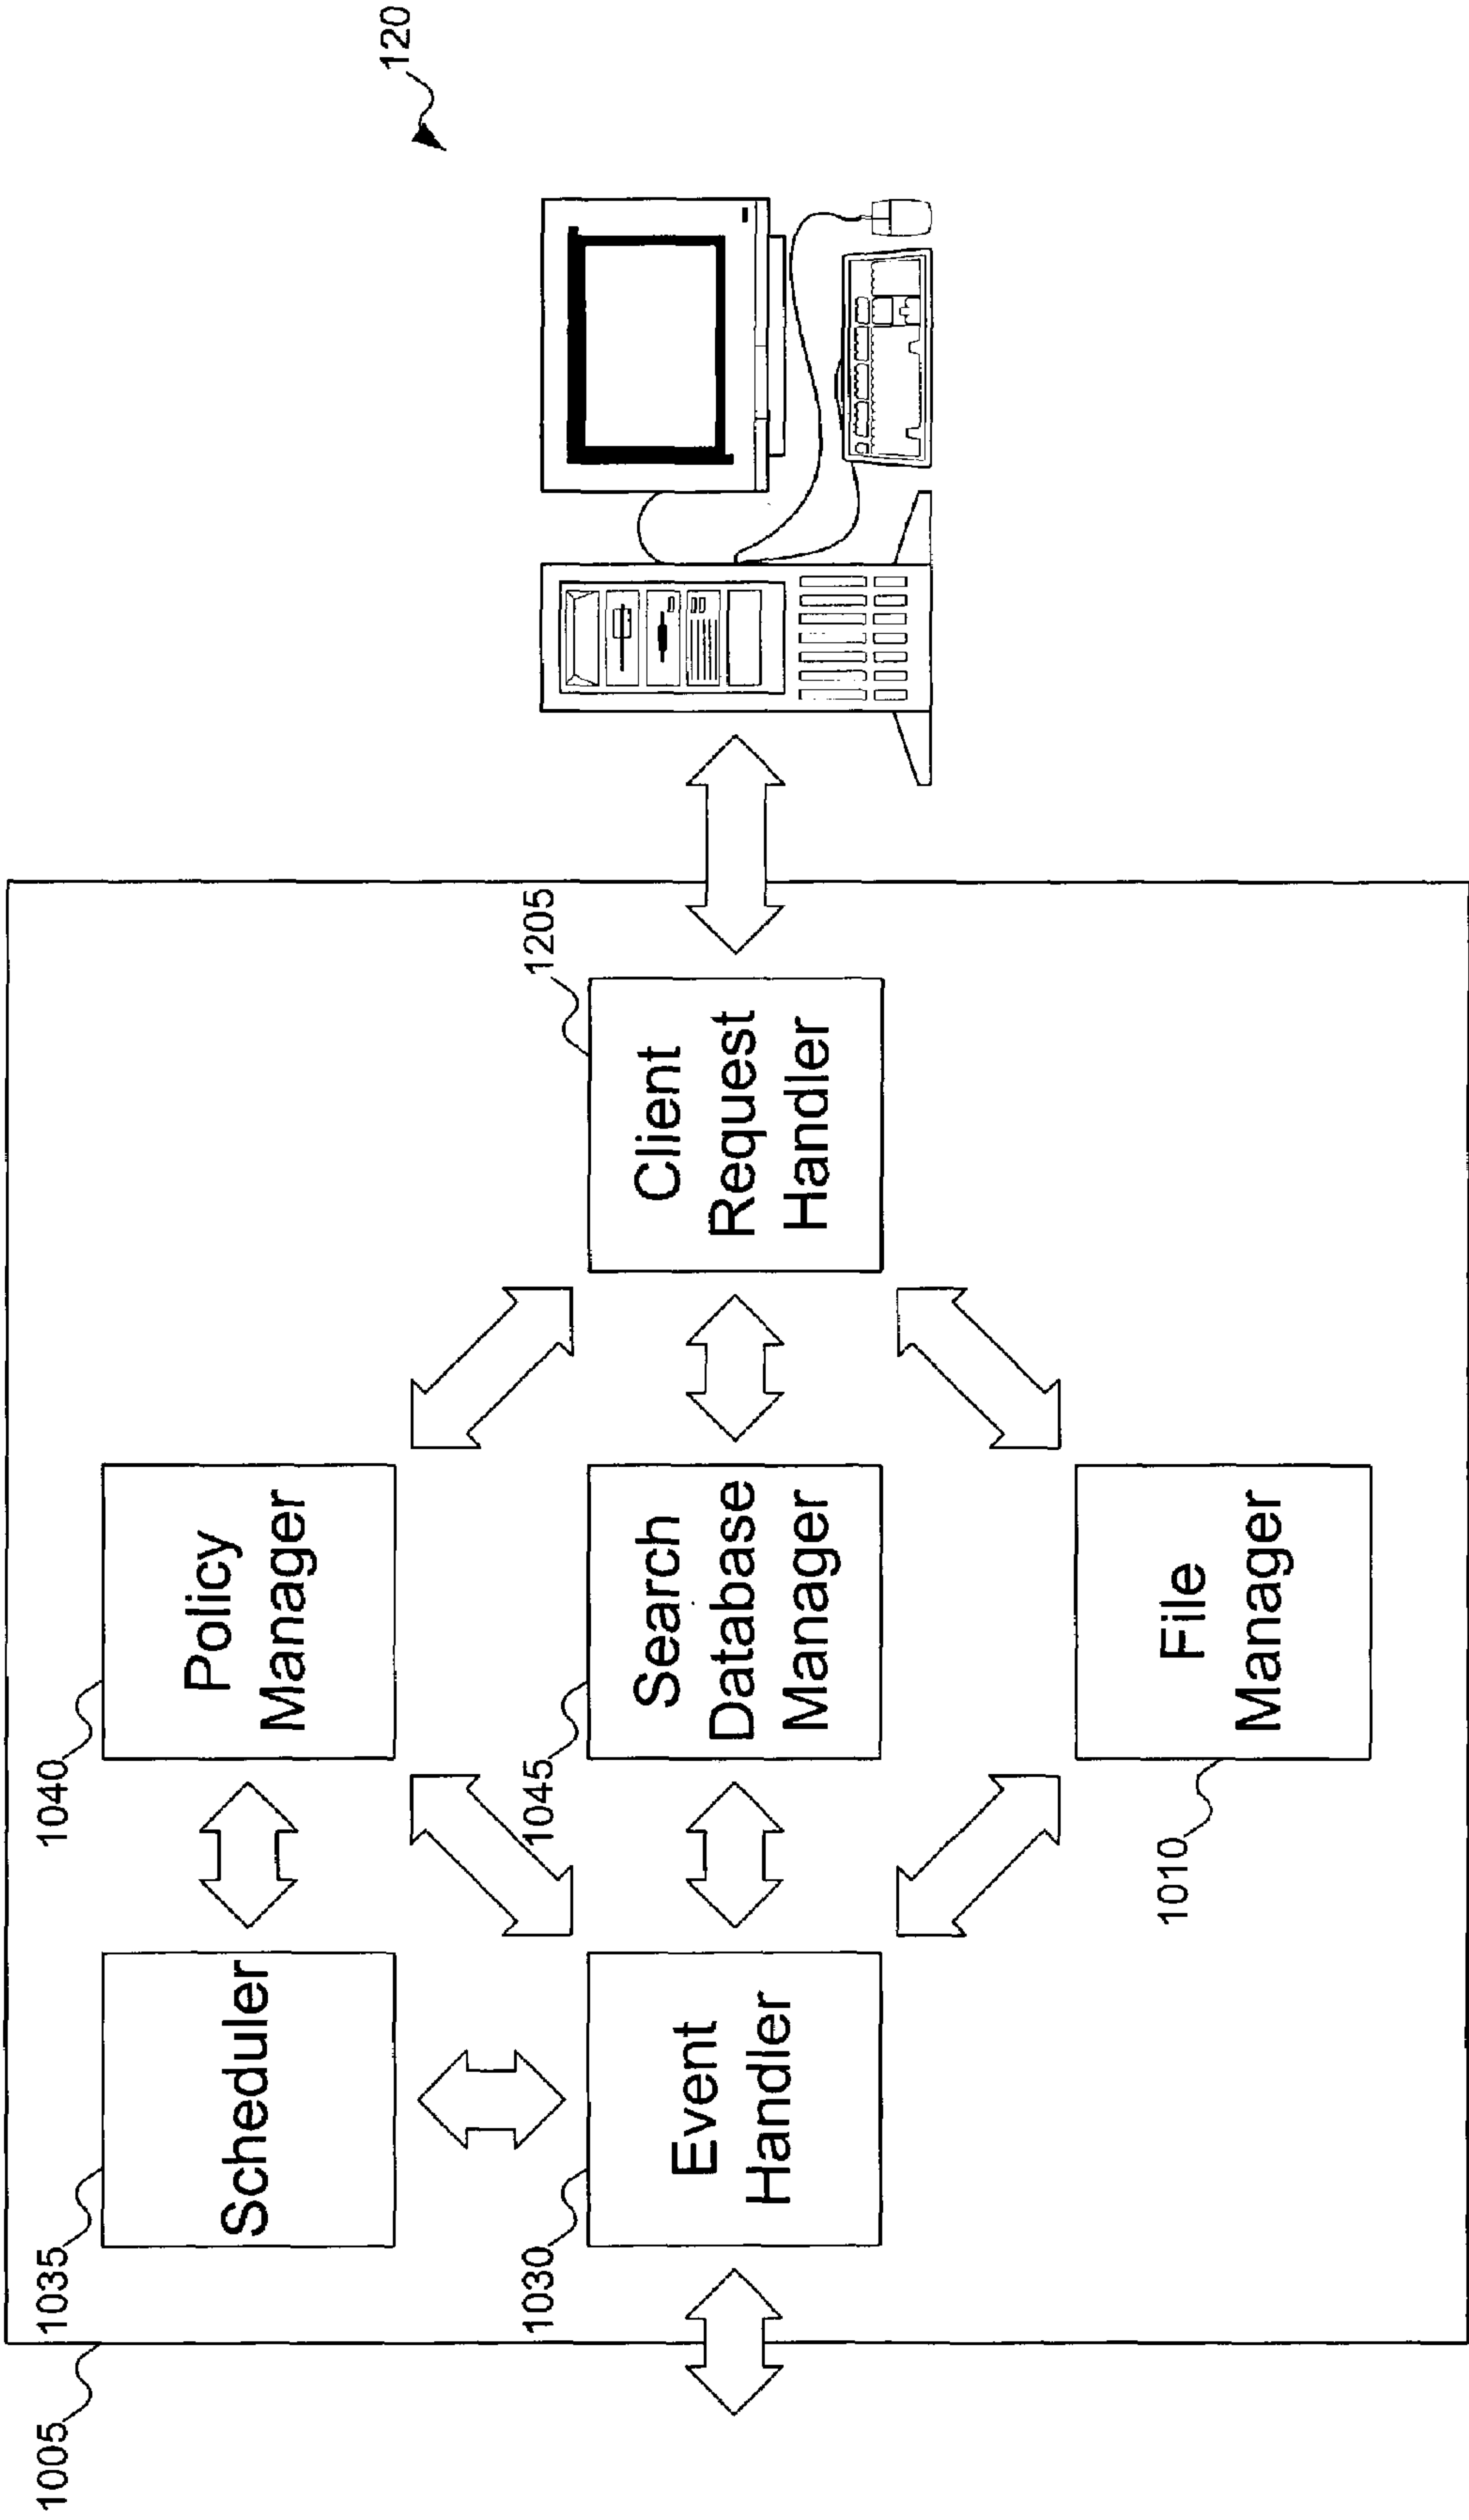 120
1005
1035
Scheduler
1040
Policy
Manager
1030
Event
Handler
1045
Search
Database
Manager
1205
Client
Request
Handler
1010
File
Manager